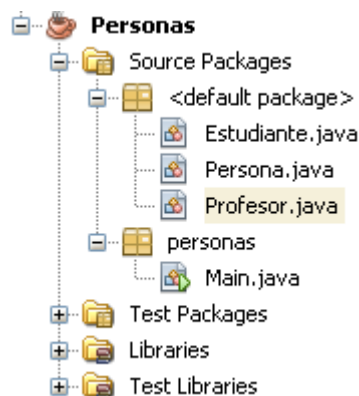 Personas
Source Packages
<default package>
Estudiante.java
Persona.java
Profesor.java
personas
Main.java
Test Packages
Libraries
Test Libraries